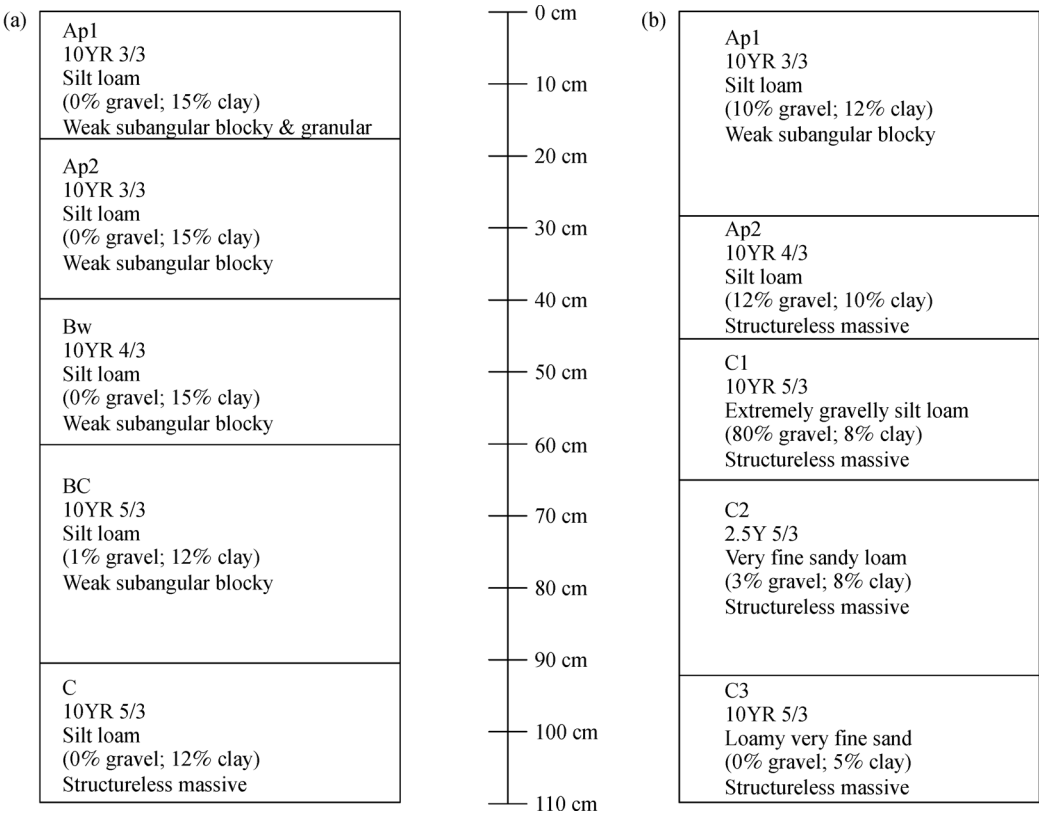 (a)
Ap1
10YR 3/3
Silt loam
(0% gravel; 15% clay)
Weak subangular blocky & granular
Ap2
10YR 3/3
Silt loam
(0% gravel; 15% clay)
Weak subangular blocky
Bw
10YR 4/3
Silt loam
(0% gravel; 15% clay)
Weak subangular blocky
BC
10YR 5/3
Silt loam
(1% gravel; 12% clay)
Weak subangular blocky
C
10YR 5/3
Silt loam
(0% gravel; 12% clay)
Structureless massive
0 cm
10 cm
20 cm
30 cm
40 cm
50 cm
60 cm
70 cm
80 cm
90 cm
100 cm
110 cm
(b)
Ap1
10YR 3/3
Silt loam
(10% gravel; 12% clay)
Weak subangular blocky
Ap2
10YR 4/3
Silt loam
(12% gravel; 10% clay)
Structureless massive
C1
10YR 5/3
Extremely gravelly silt loam
(80% gravel; 8% clay)
Structureless massive
C2
2.5Y 5/3
Very fine sandy loam
(3% gravel; 8% clay)
Structureless massive
C3
10YR 5/3
Loamy very fine sand
(0% gravel; 5% clay)
Structureless massive